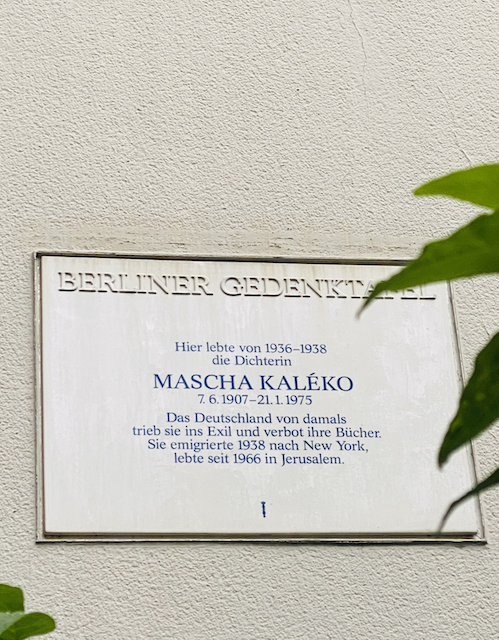 BERLINER GEDENKTAFEL
Hier lebte von 1936–1938
die Dichterin
MASCHA KALÉKO
7. 6. 1907–21. 1. 1975
Das Deutschland von damals
trieb sie ins Exil und verbot ihre Bücher.
Sie emigrierte 1938 nach New York,
lebte seit 1966 in Jerusalem.